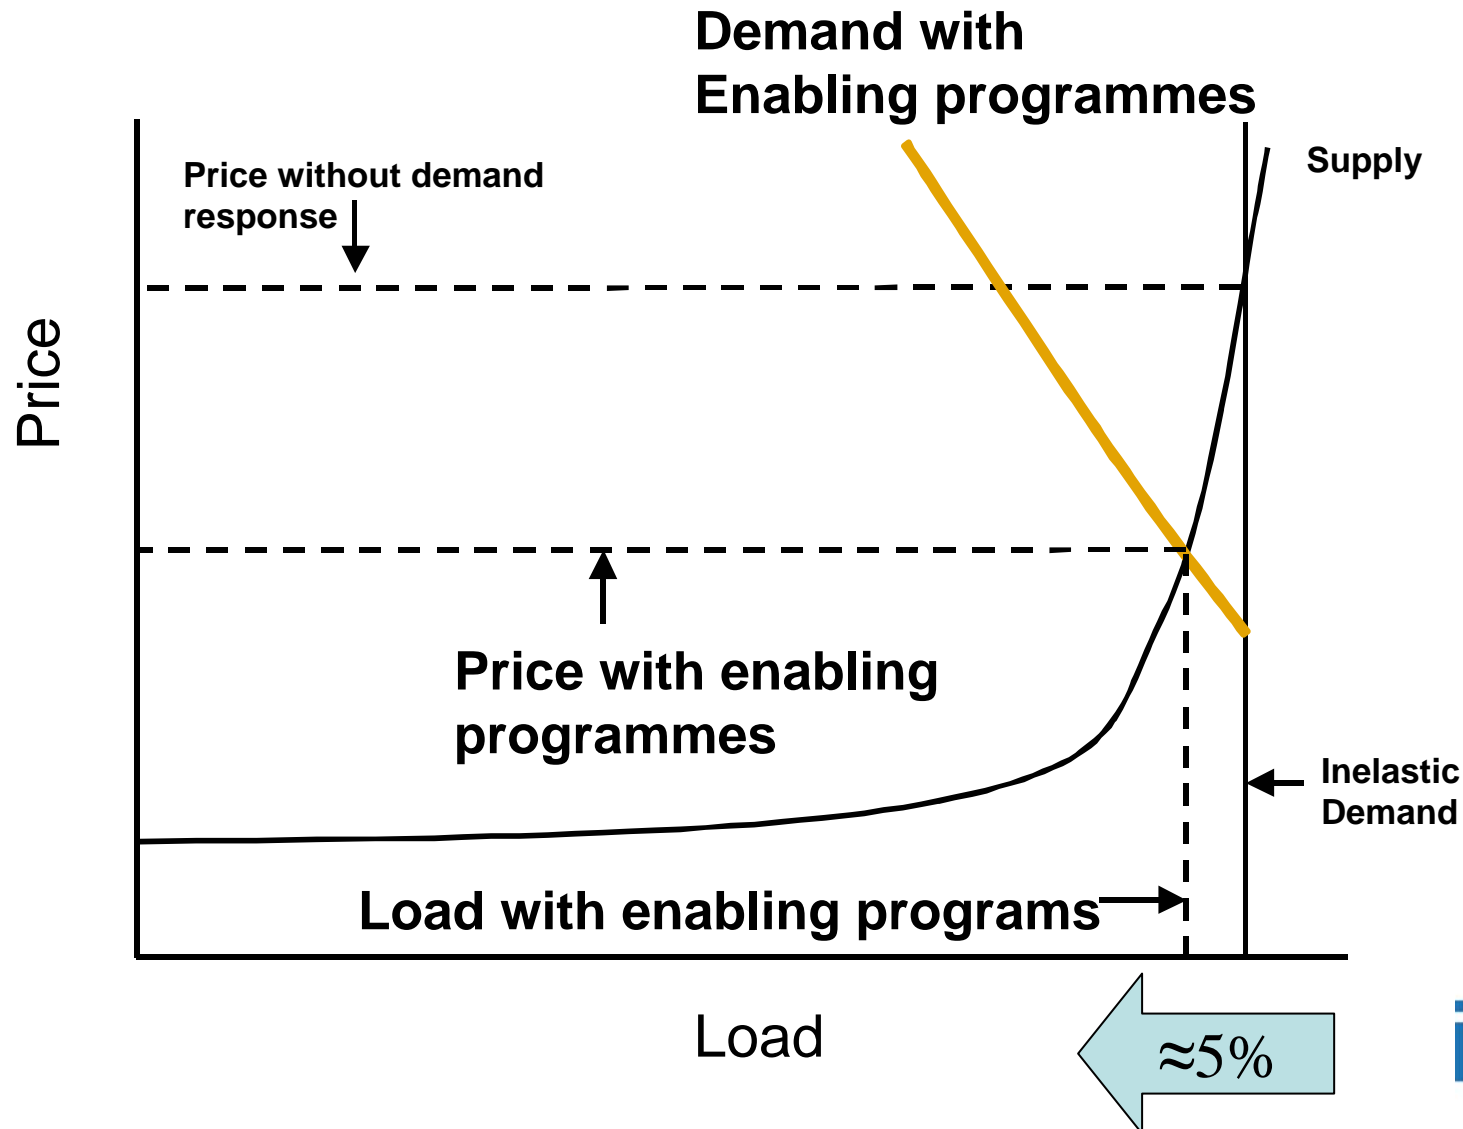 Demand with
Enabling programmes
Supply
Price without demand
response
Price
Price with enabling
programmes
Inelastic
Demand
Load with enabling programs
Load
≈5%